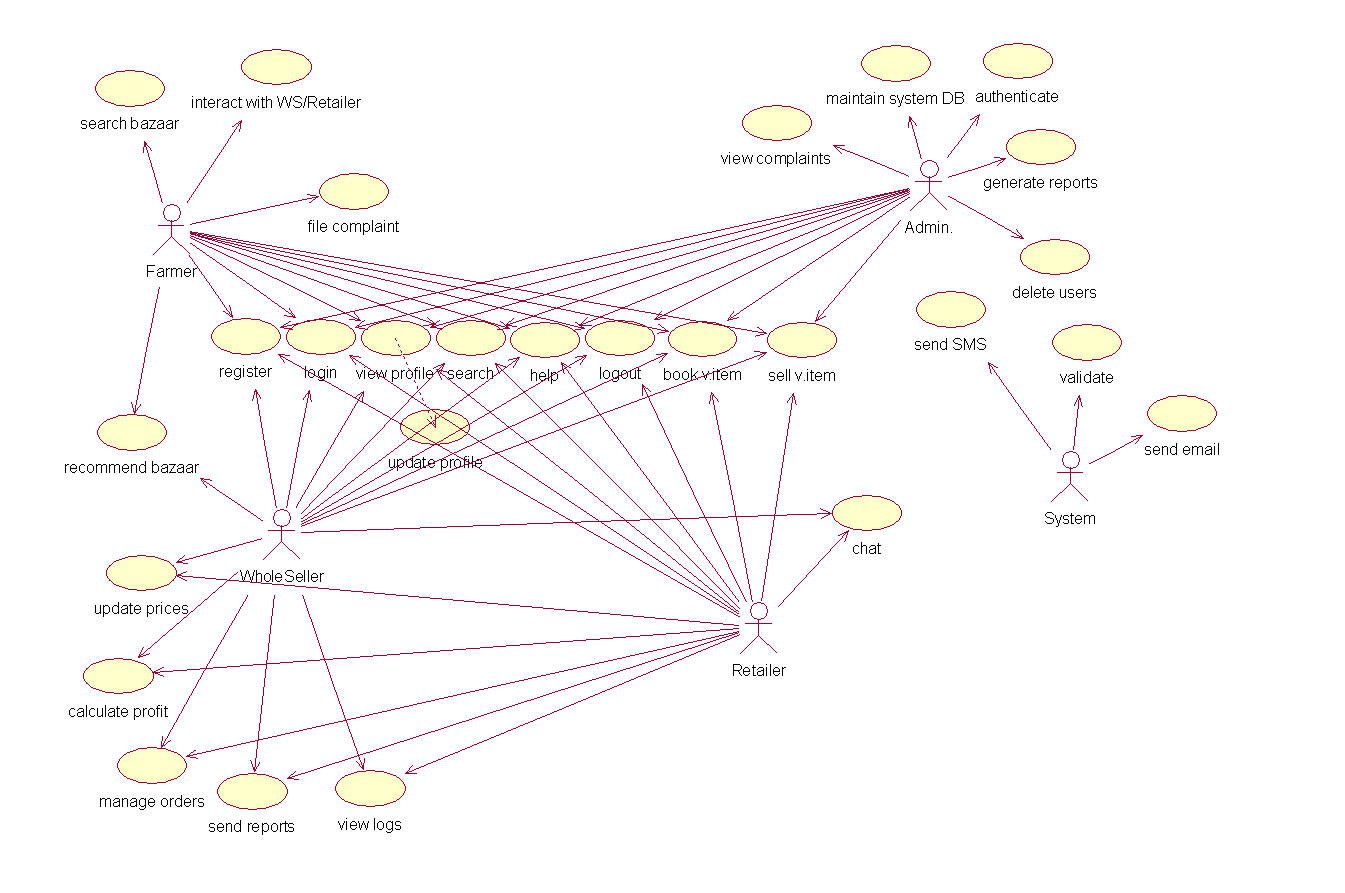 interact with WS/Retailer
search bazaar
maintain system DB
authenticate
view complaints
generate reports
file complaint
Admin.
Farmer
delete users
send SMS
register
login
view profile
search
help
logout
book v.item
sell v.item
validate
update profile
recommend bazaar
send email
System
chat
WholeSeller
update prices
Retailer
calculate profit
manage orders
send reports
view logs